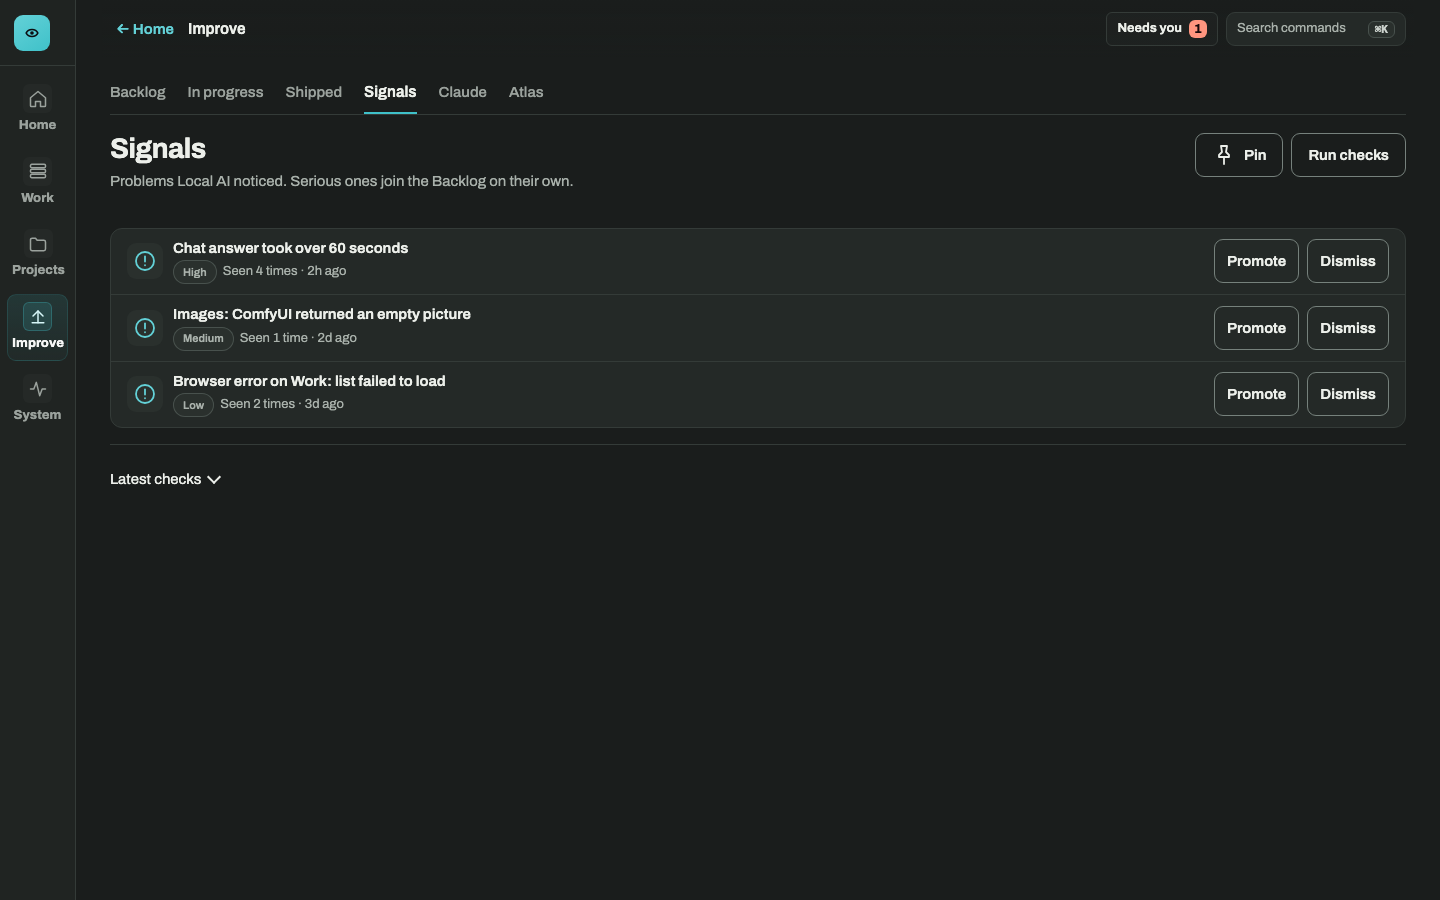 ← Home Improve
Needs you 1
Search commands ⌘K
Home
Work
Projects
Improve
System
Backlog In progress Shipped Signals Claude Atlas
Signals
Problems Local AI noticed. Serious ones join the Backlog on their own.
Pin
Run checks
Chat answer took over 60 seconds
High Seen 4 times · 2h ago
Promote Dismiss
Images: ComfyUI returned an empty picture
Medium Seen 1 time · 2d ago
Promote Dismiss
Browser error on Work: list failed to load
Low Seen 2 times · 3d ago
Promote Dismiss
Latest checks